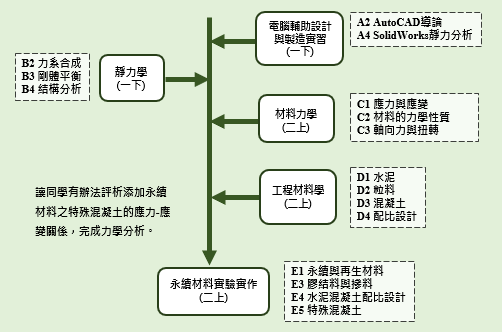 電腦輔助設計
與製造實習
(一下)
A2 AutoCAD導論
A4 SolidWorks靜力分析
B2 力系合成
B3 剛體平衡
B4 結構分析
靜力學
(一下)
材料力學
(二上)
C1 應力與應變
C2 材料的力學性質
C3 軸向力與扭轉
工程材料學
(二上)
D1 水泥
D2 粒料
D3 混凝土
D4 配比設計
讓同學有辦法評析添加永續
材料之特殊混凝土的應力-應
變關係，完成力學分析。
永續材料實驗實作
(二上)
E1 永續與再生材料
E3 膠結料與摻料
E4 水泥混凝土配比設計
E5 特殊混凝土